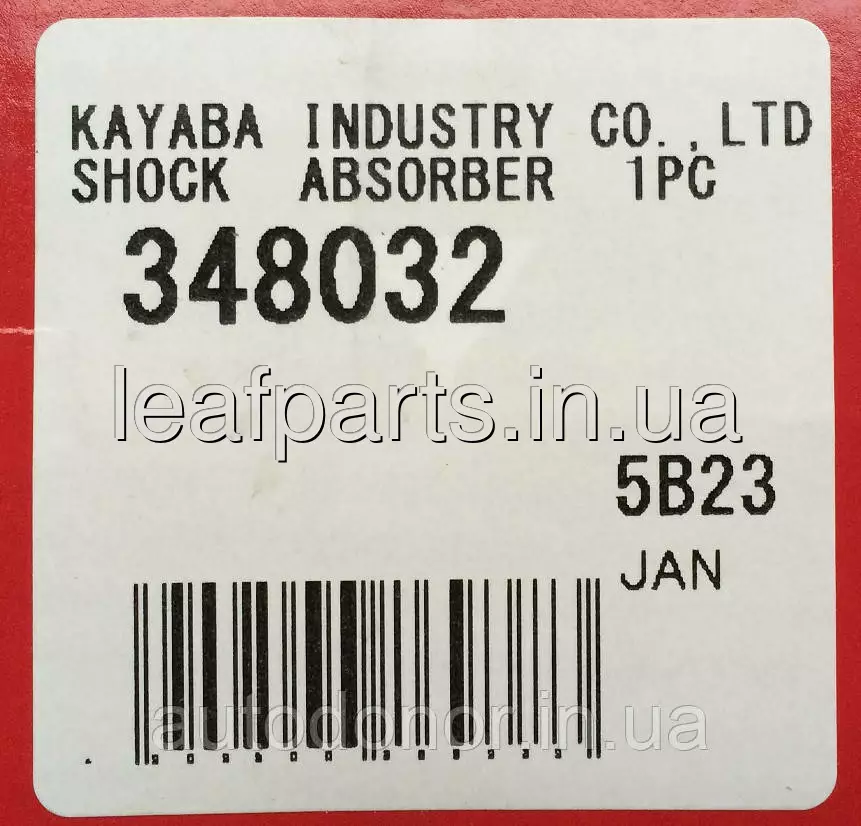 KAYABA INDUSTRY CO.,LTD
SHOCK ABSORBER 1PC
348032
leafparts.in.ua
5B23
JAN
autodonor.in.ua